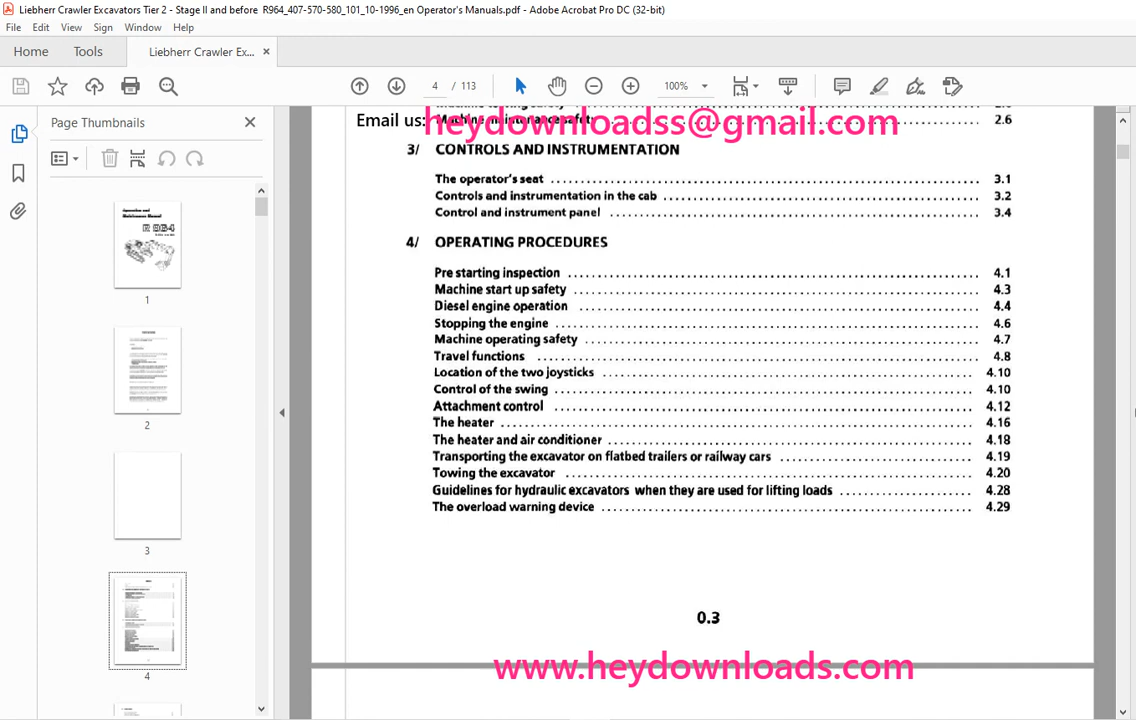 Liebherr Crawler Excavators Tier 2 - Stage II and before R964_407-570-580_101_10-1996_en Operator's Manuals.pdf - Adobe Acrobat Pro DC (32-bit)
File Edit View Sign Window Help
Home Tools Liebherr Crawler Ex... ×
4 / 113 100%
Page Thumbnails
Email us: heydownloadss@gmail.com
Machine maintenance safety 2.6
3/ CONTROLS AND INSTRUMENTATION
The operator's seat 3.1
Controls and instrumentation in the cab 3.2
Control and instrument panel 3.4
4/ OPERATING PROCEDURES
Pre starting inspection 4.1
Machine start up safety 4.3
Diesel engine operation 4.4
Stopping the engine 4.6
Machine operating safety 4.7
Travel functions 4.8
Location of the two joysticks 4.10
Control of the swing 4.10
Attachment control 4.12
The heater 4.16
The heater and air conditioner 4.18
Transporting the excavator on flatbed trailers or railway cars 4.19
Towing the excavator 4.20
Guidelines for hydraulic excavators when they are used for lifting loads 4.28
The overload warning device 4.29
0.3
www.heydownloads.com
Operation and
Maintenance Manual
R 964
1
2
3
4